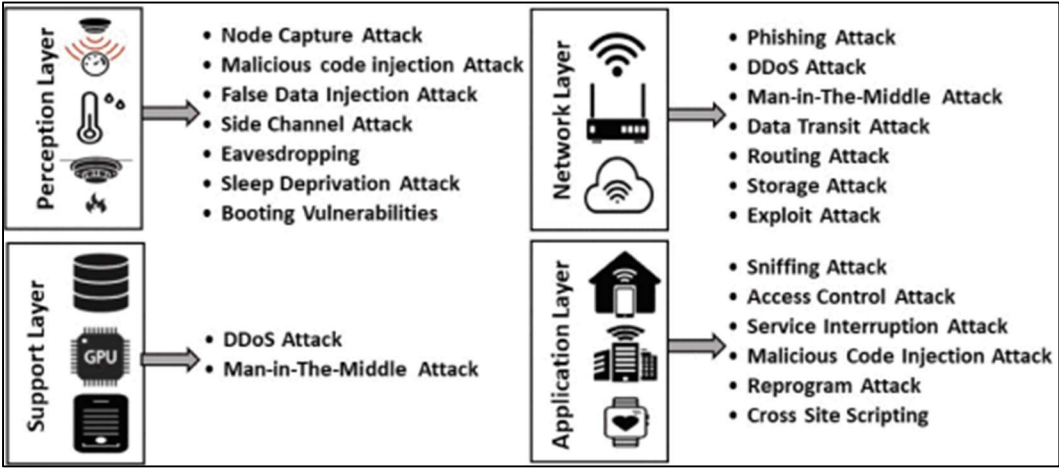 Perception Layer
• Node Capture Attack
• Malicious code injection Attack
• False Data Injection Attack
• Side Channel Attack
• Eavesdropping
• Sleep Deprivation Attack
• Booting Vulnerabilities
Network Layer
• Phishing Attack
• DDoS Attack
• Man-in-The-Middle Attack
• Data Transit Attack
• Routing Attack
• Storage Attack
• Exploit Attack
Support Layer
GPU
• DDoS Attack
• Man-in-The-Middle Attack
Application Layer
• Sniffing Attack
• Access Control Attack
• Service Interruption Attack
• Malicious Code Injection Attack
• Reprogram Attack
• Cross Site Scripting